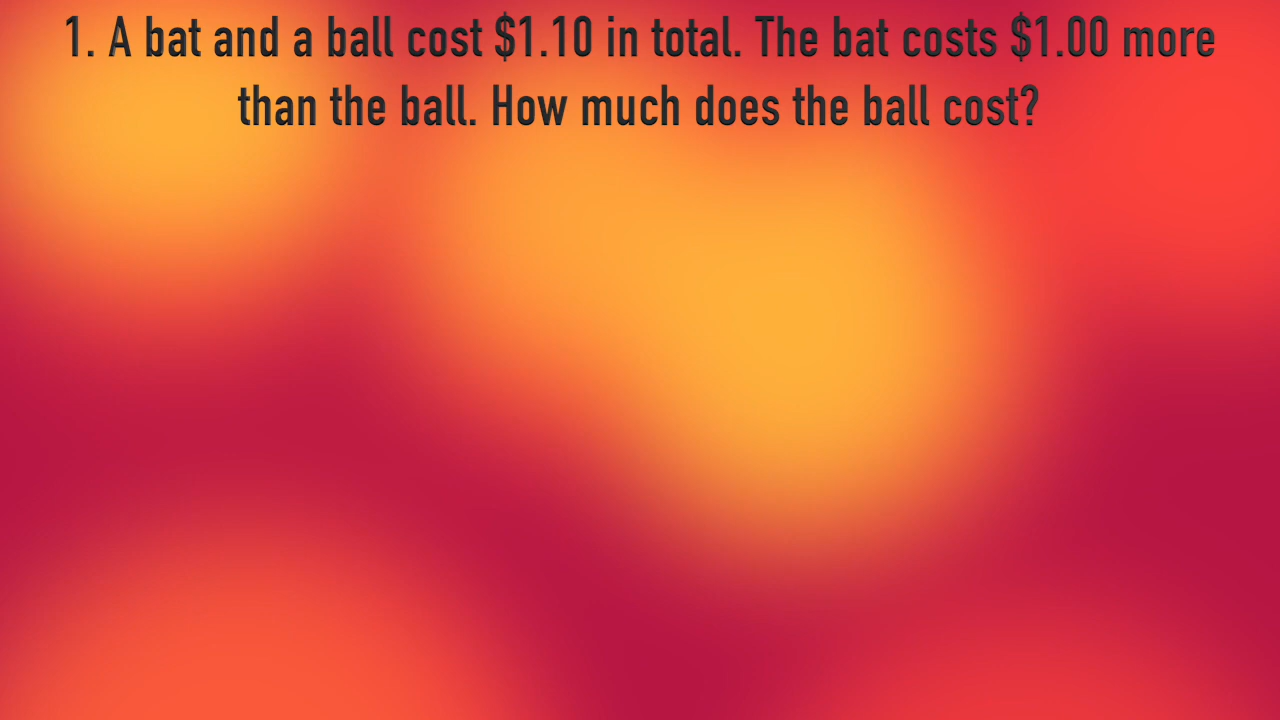 1. A bat and a ball cost $1.10 in total. The bat costs $1.00 more
than the ball. How much does the ball cost?